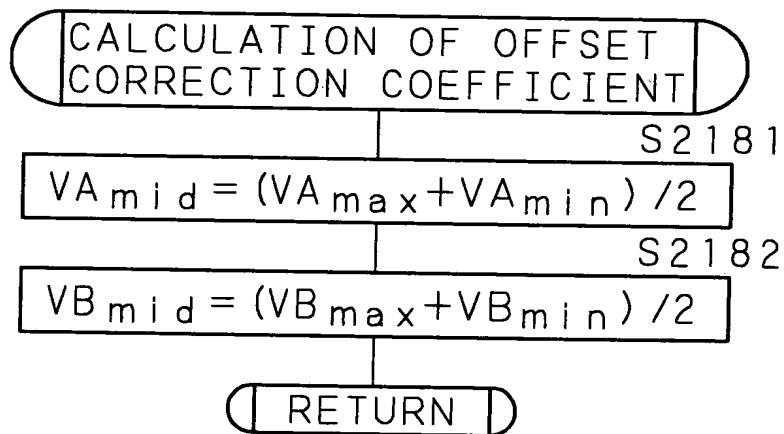 CALCULATION OF OFFSET
CORRECTION COEFFICIENT
S2181
VAmid=(VAmax+VAmin)/2
S2182
VBmid=(VBmax+VBmin)/2
RETURN